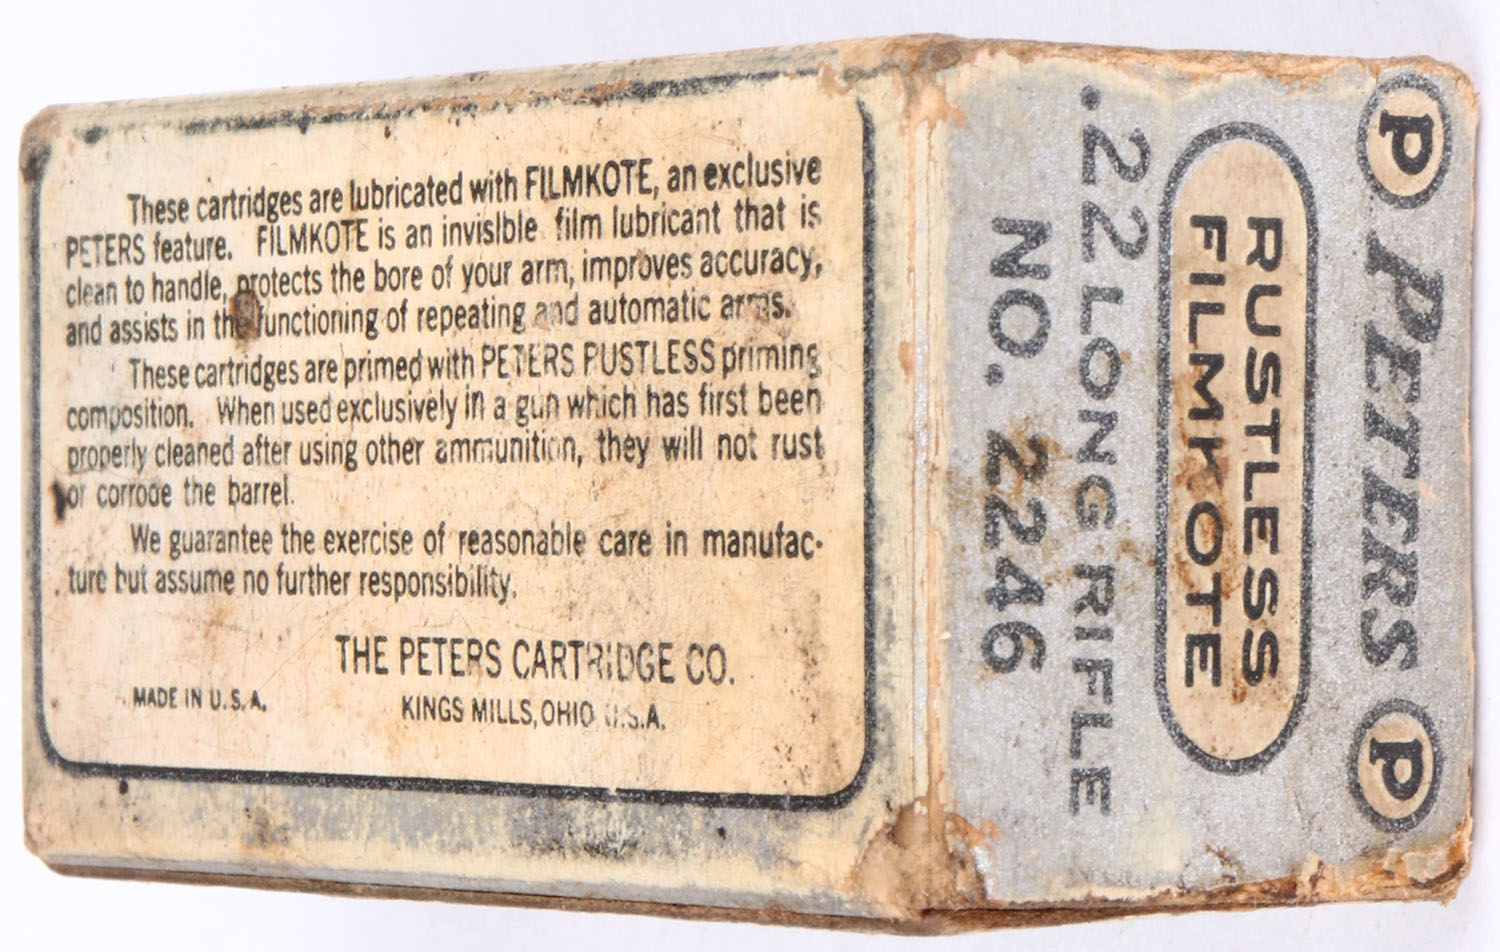 These cartridges are lubricated with FILMKOTE, an exclusive
PETERS feature. FILMKOTE is an invisible film lubricant that is
clean to handle, protects the bore of your arm, improves accuracy,
and assists in the functioning of repeating and automatic arms.
These cartridges are primed with PETERS RUSTLESS priming
composition. When used exclusively in a gun which has first been
properly cleaned after using other ammunition, they will not rust
or corrode the barrel.
We guarantee the exercise of reasonable care in manufac-
ture but assume no further responsibility.
THE PETERS CARTRIDGE CO.
MADE IN U.S.A.
KINGS MILLS, OHIO U.S.A.
P PETERS P
RUSTLESS
FILMKOTE
.22 LONG RIFLE
NO. 2246